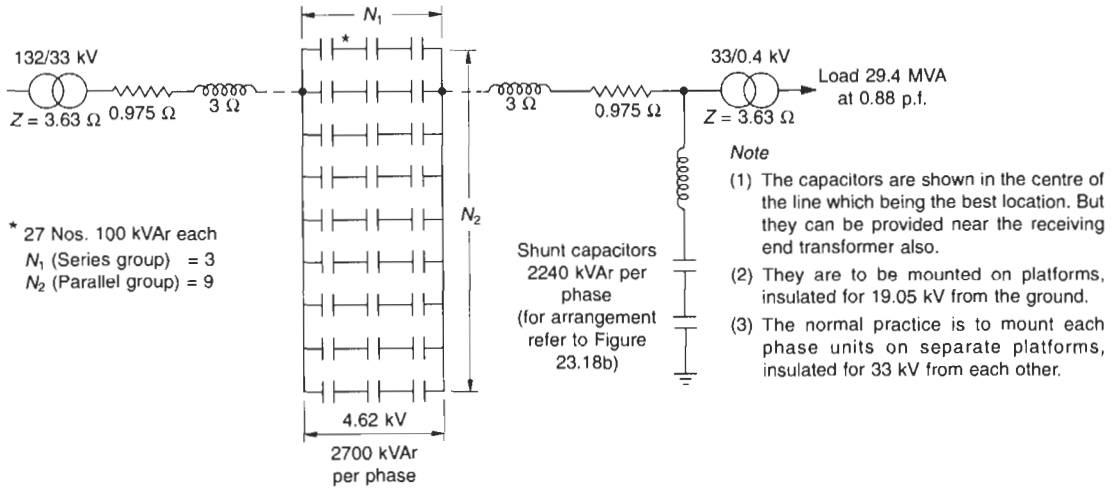 N₁
*
132/33 kV
Z = 3.63 Ω
0.975 Ω
3 Ω
N₂
* 27 Nos. 100 kVAr each
N₁ (Series group) = 3
N₂ (Parallel group) = 9
4.62 kV
2700 kVAr
per phase
3 Ω
0.975 Ω
33/0.4 kV
Z = 3.63 Ω
Load 29.4 MVA
at 0.88 p.f.
Shunt capacitors
2240 kVAr per
phase
(for arrangement
refer to Figure
23.18b)
Note
(1) The capacitors are shown in the centre of
the line which being the best location. But
they can be provided near the receiving
end transformer also.
(2) They are to be mounted on platforms,
insulated for 19.05 kV from the ground.
(3) The normal practice is to mount each
phase units on separate platforms,
insulated for 33 kV from each other.